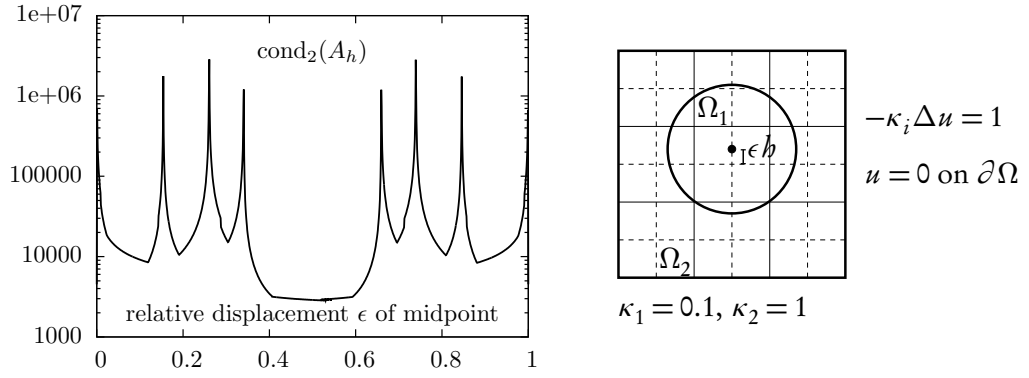 1e+07
cond₂(A_h)
1e+06
100000
10000
relative displacement ϵ of midpoint
1000
0 0.2 0.4 0.6 0.8 1
Ω₁
ϵh
Ω₂
−κᵢΔu = 1
u = 0 on ∂Ω
κ₁ = 0.1, κ₂ = 1